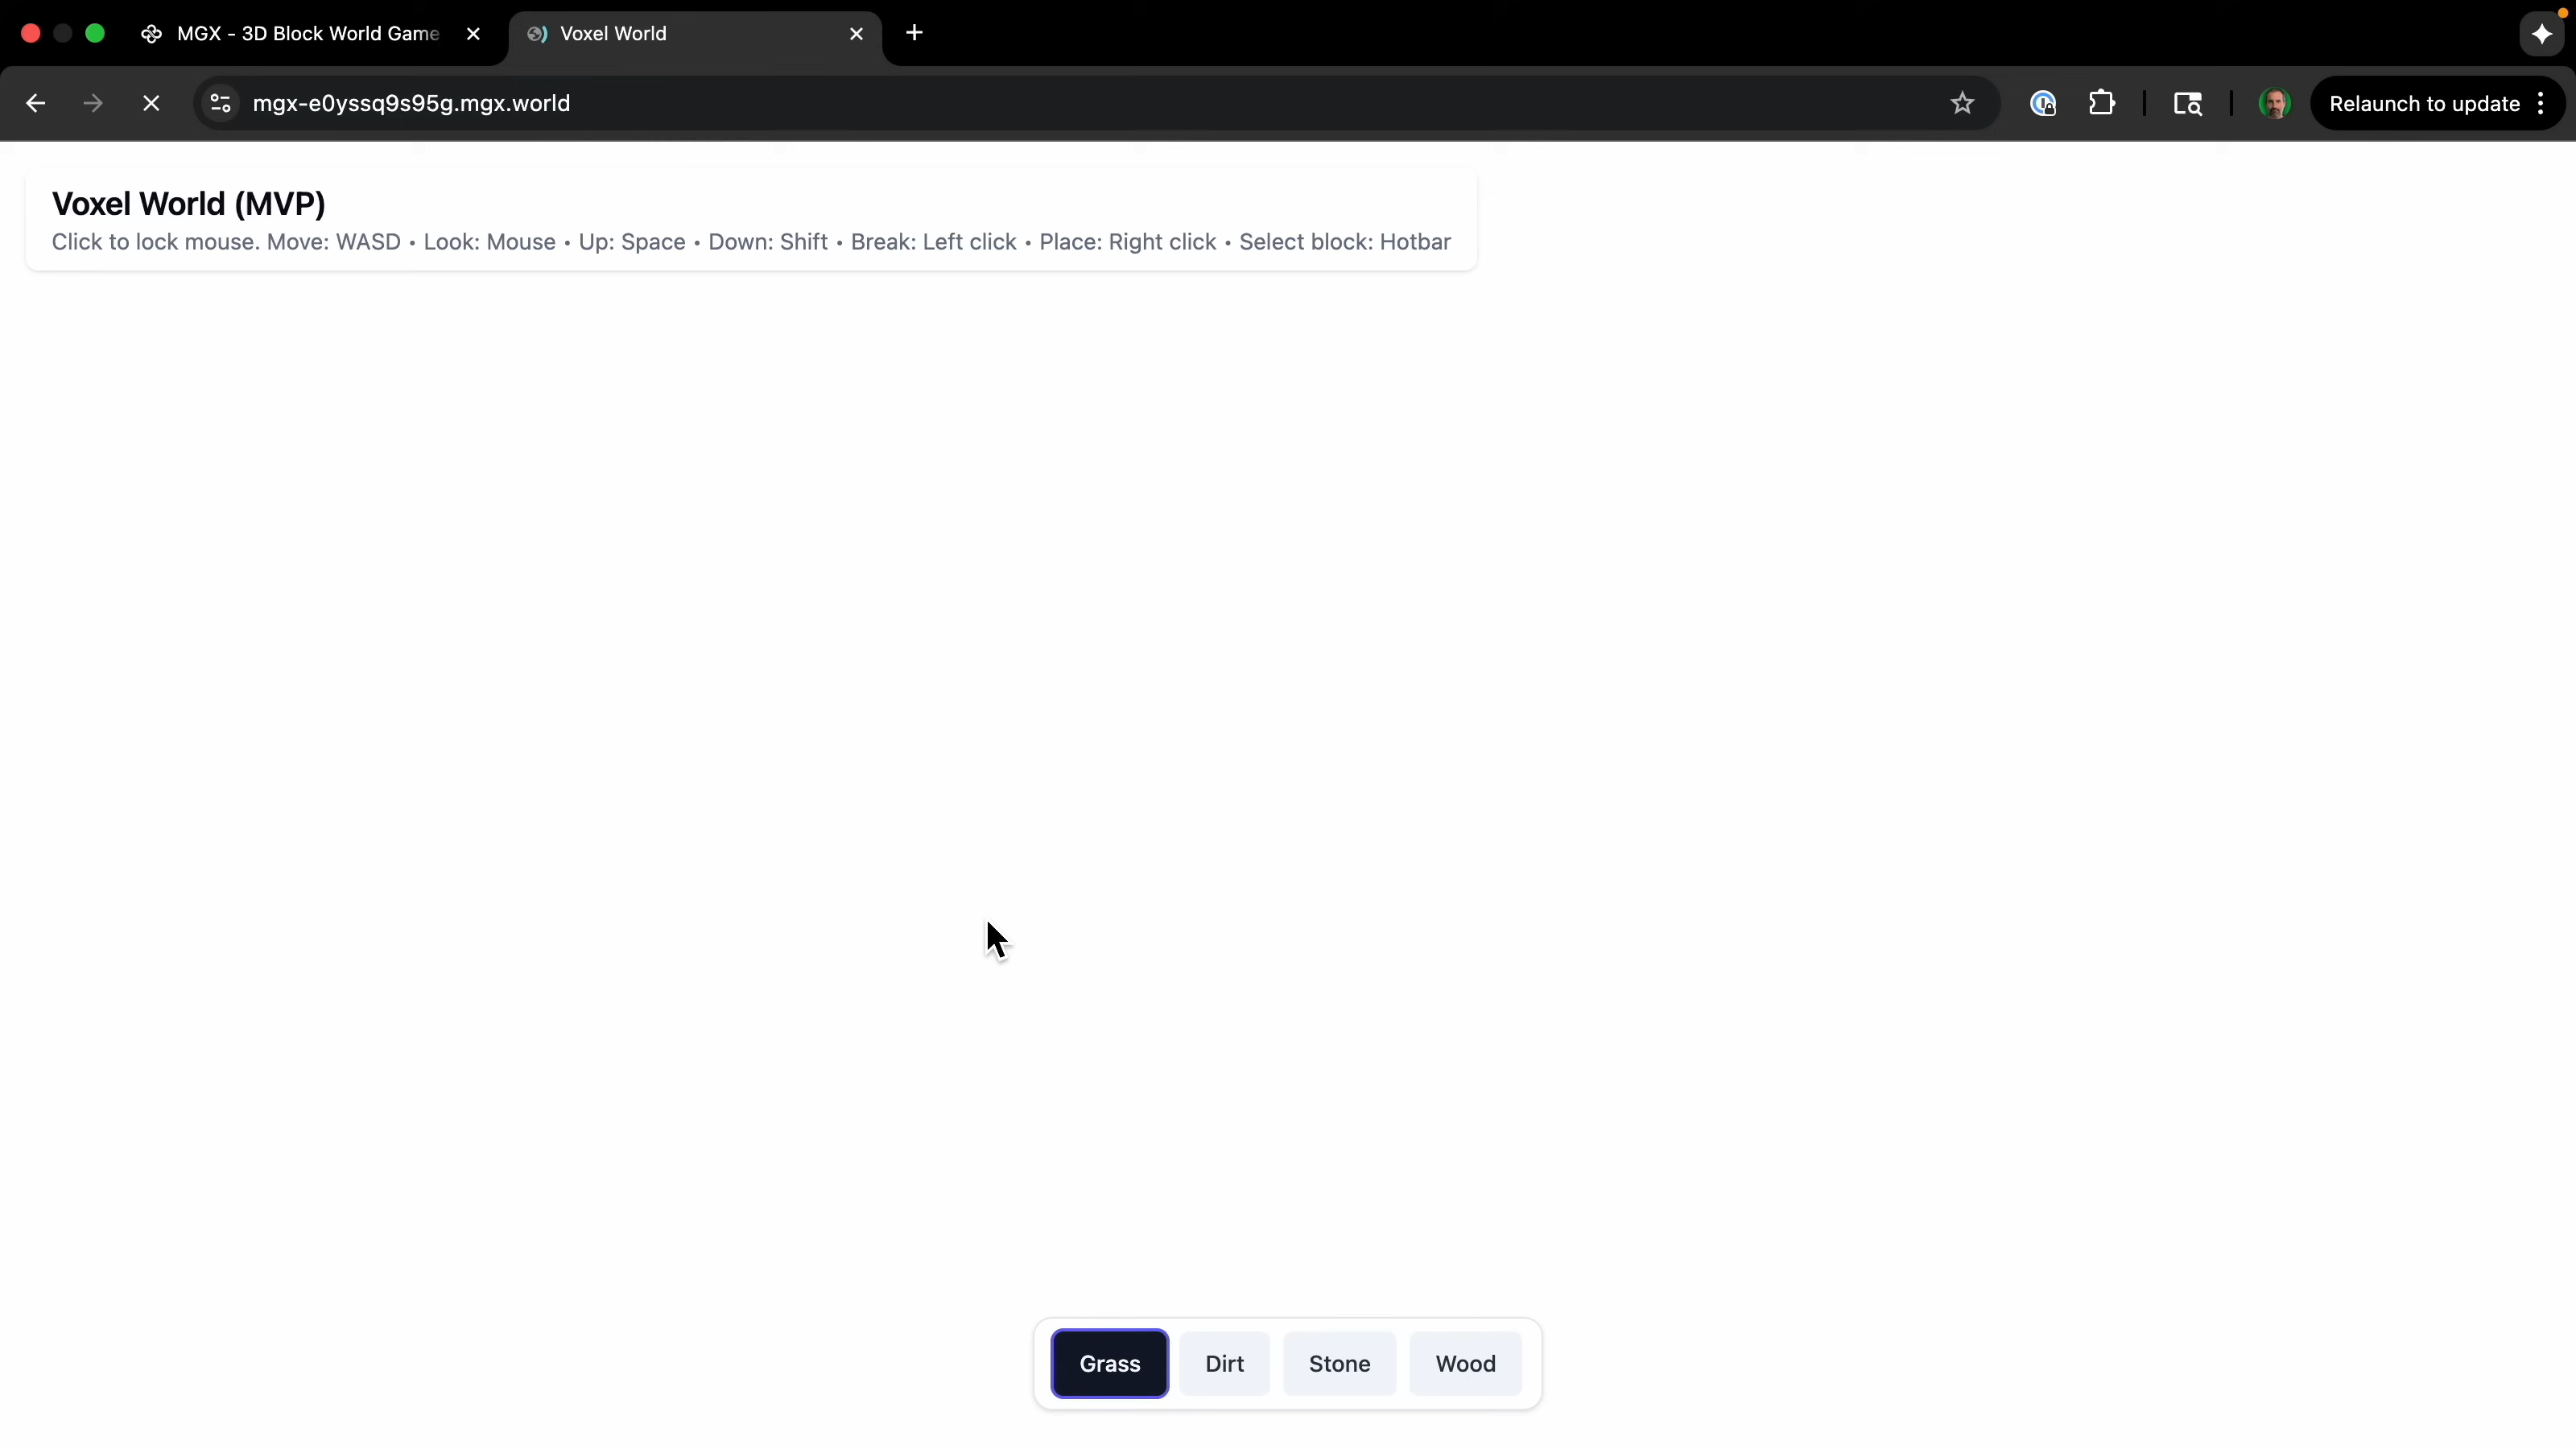 MGX - 3D Block World Game
Voxel World
mgx-e0yssq9s95g.mgx.world
Relaunch to update
Voxel World (MVP)
Click to lock mouse. Move: WASD • Look: Mouse • Up: Space • Down: Shift • Break: Left click • Place: Right click • Select block: Hotbar
Grass Dirt Stone Wood